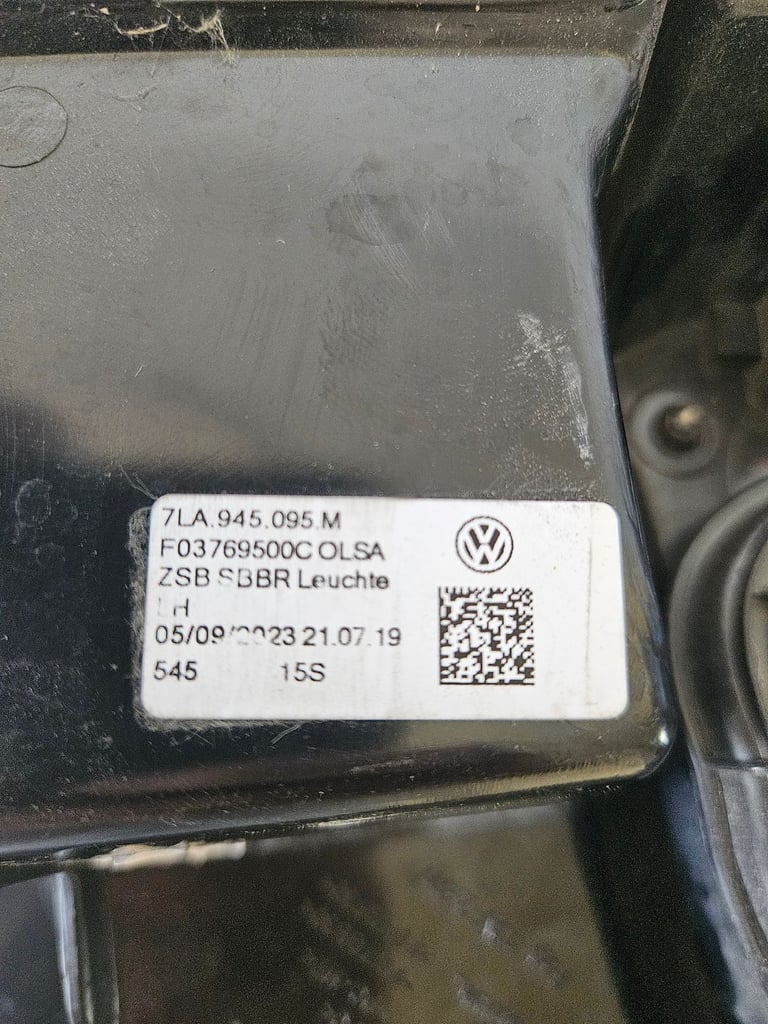 7LA.945.095.M
F03769500C OLSA
ZSB SBBR Leuchte
LH
05/09/2023 21.07.19
545 15S